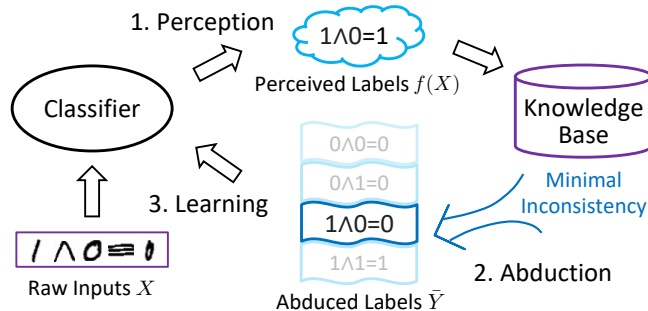 1. Perception
1∧0=1
Perceived Labels f(X)
Classifier
Knowledge
Base
0∧0=0
0∧1=0
1∧0=0
1∧1=1
Minimal
Inconsistency
3. Learning
2. Abduction
1∧0=0
Raw Inputs X
Abduced Labels Ȳ